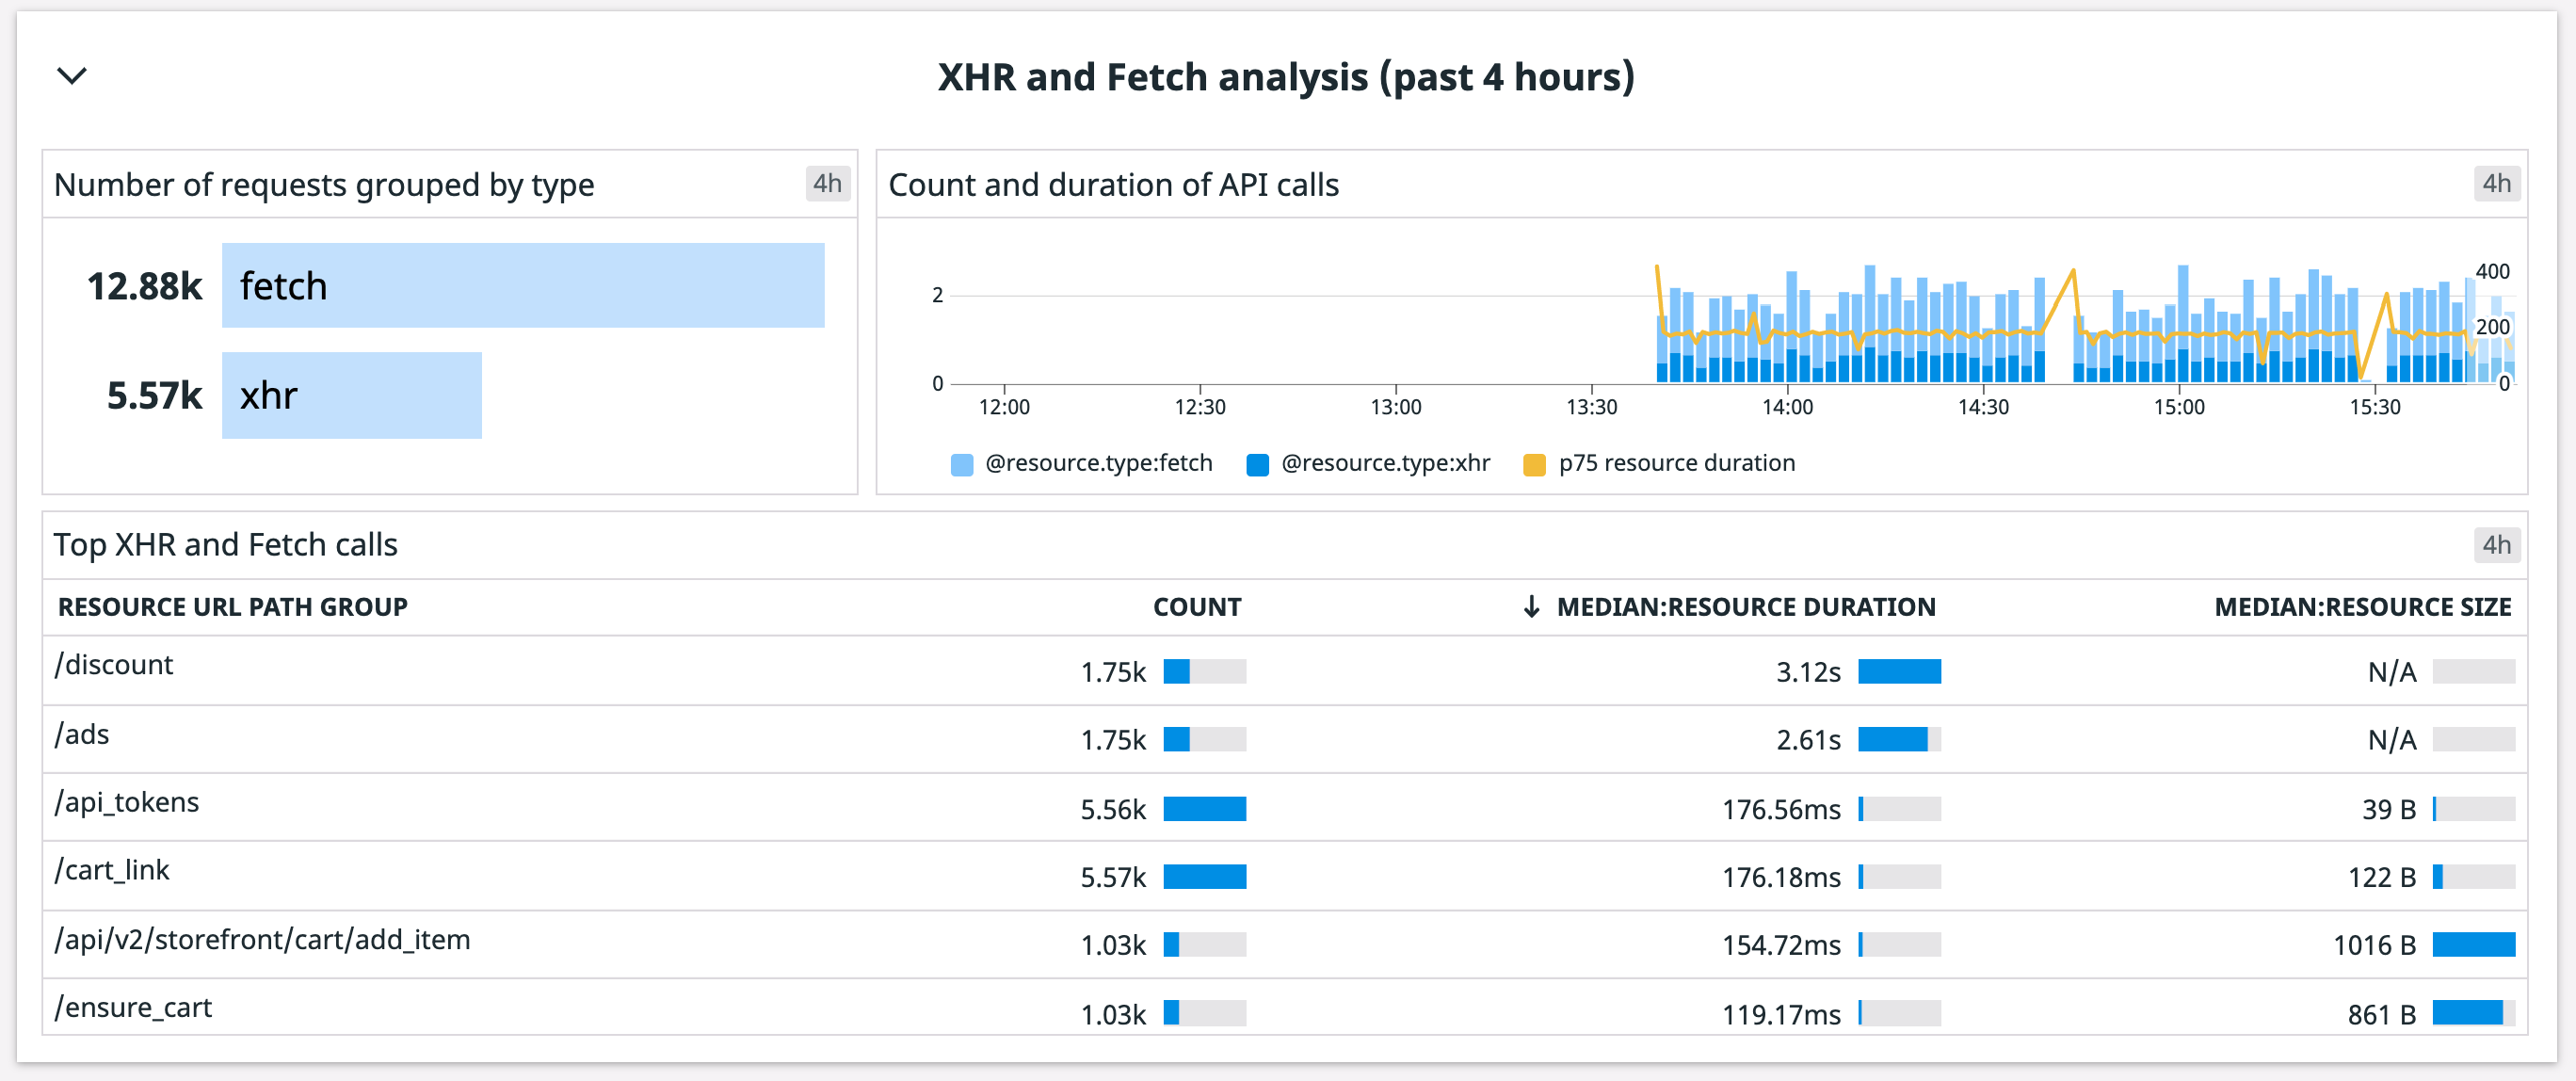 XHR and Fetch analysis (past 4 hours)
Number of requests grouped by type
4h
12.88k fetch
5.57k xhr
Count and duration of API calls
4h
2
0
400
200
0
12:00 12:30 13:00 13:30 14:00 14:30 15:00 15:30
@resource.type:fetch @resource.type:xhr p75 resource duration
Top XHR and Fetch calls
4h
RESOURCE URL PATH GROUP COUNT ↓ MEDIAN:RESOURCE DURATION MEDIAN:RESOURCE SIZE
/discount 1.75k 3.12s N/A
/ads 1.75k 2.61s N/A
/api_tokens 5.56k 176.56ms 39 B
/cart_link 5.57k 176.18ms 122 B
/api/v2/storefront/cart/add_item 1.03k 154.72ms 1016 B
/ensure_cart 1.03k 119.17ms 861 B